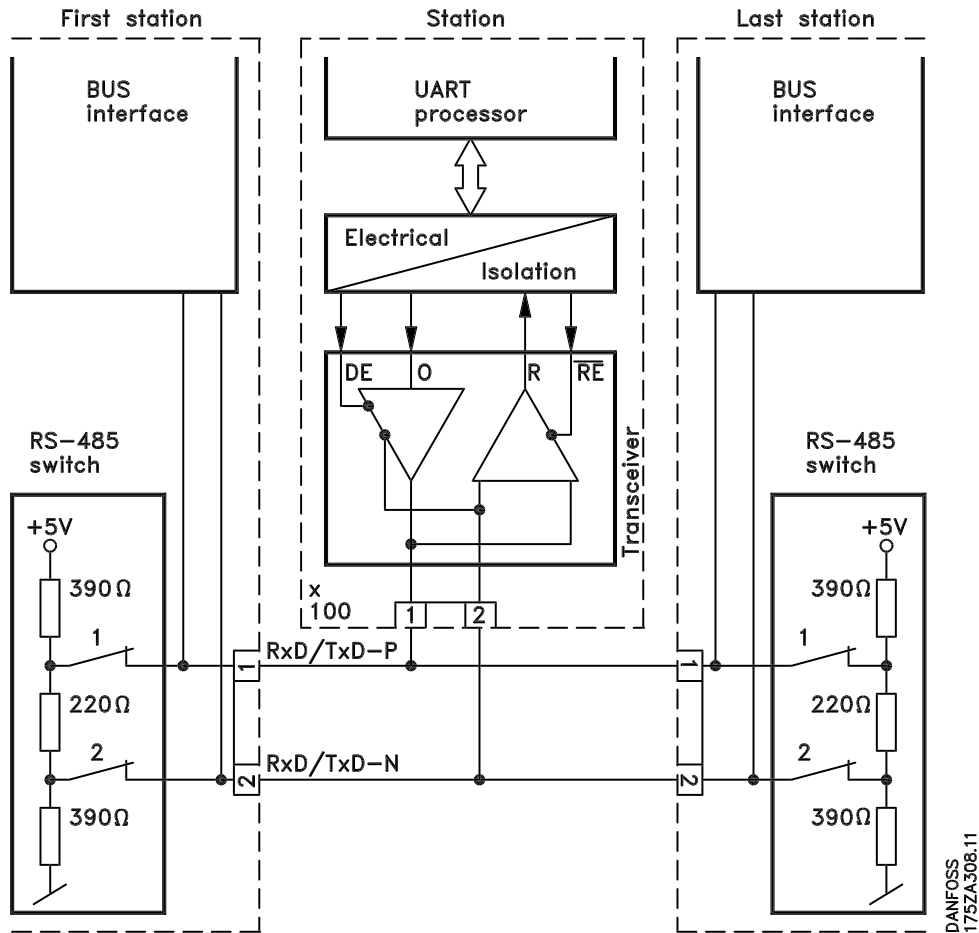 First station
Station
Last station
BUS
interface
UART
processor
BUS
interface
Electrical
Isolation
DE
O
R
RE
Transceiver
RS-485
switch
RS-485
switch
+5V
+5V
390Ω
390Ω
x
100
1
2
1
1
RxD/TxD-P
1
1
220Ω
220Ω
2
2
RxD/TxD-N
2
2
390Ω
390Ω
DANFOSS
175ZA308.11